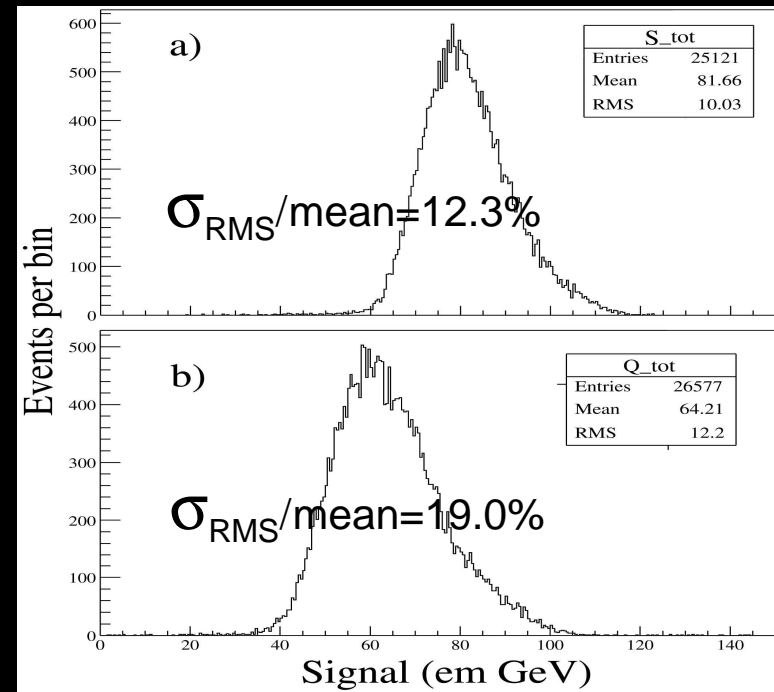 a)
S_tot
Entries 25121
Mean 81.66
RMS 10.03
σRMS/mean=12.3%
600
500
400
300
200
100
0
Events per bin
b)
Q_tot
Entries 26577
Mean 64.21
RMS 12.2
σRMS/mean=19.0%
500
400
300
200
100
0
0 20 40 60 80 100 120 140
Signal (em GeV)